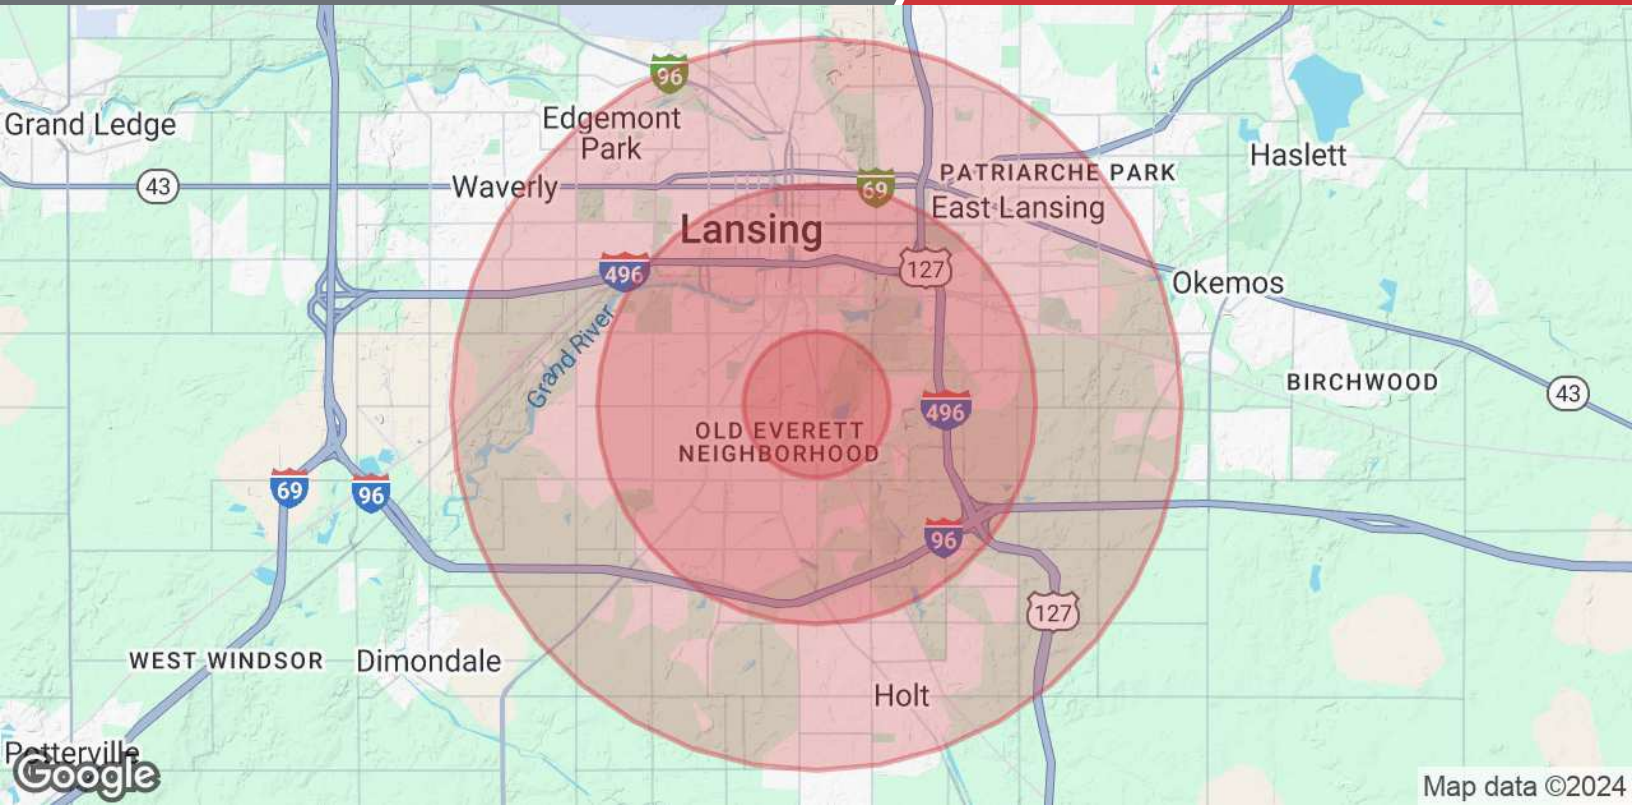 96
Edgemont
Park
Grand Ledge
43
Waverly
69
PATRIARCHE PARK
East Lansing
Haslett
Lansing
496
127
Okemos
Grand River
BIRCHWOOD
43
496
OLD EVERETT
NEIGHBORHOOD
69
96
96
127
WEST WINDSOR
Dimondale
Holt
Potterville
Google
Map data ©2024